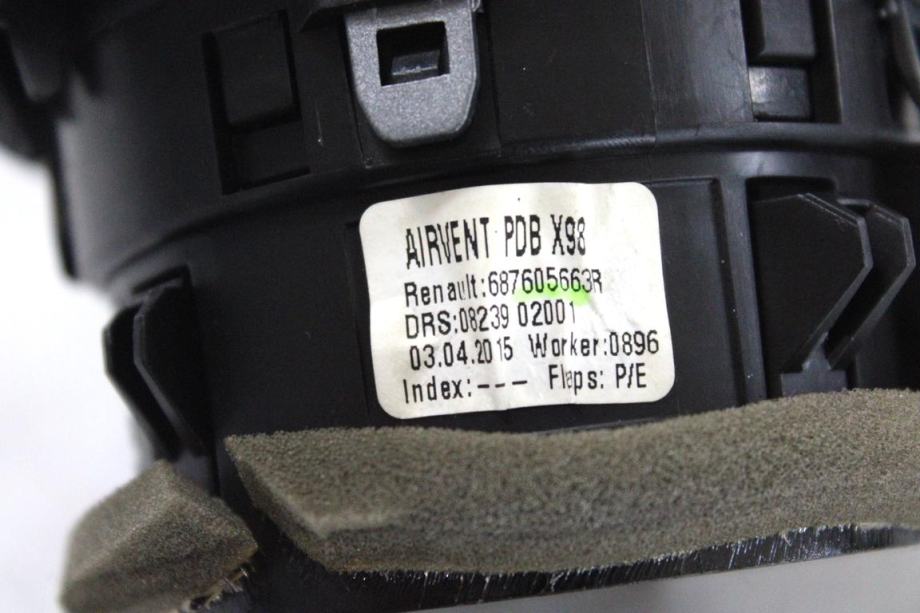 AIRVENT PDB X98
Renault:687605663R
DRS:08239 02001
03.04.2015 Worker:0896
Index:--- Flaps: P/E